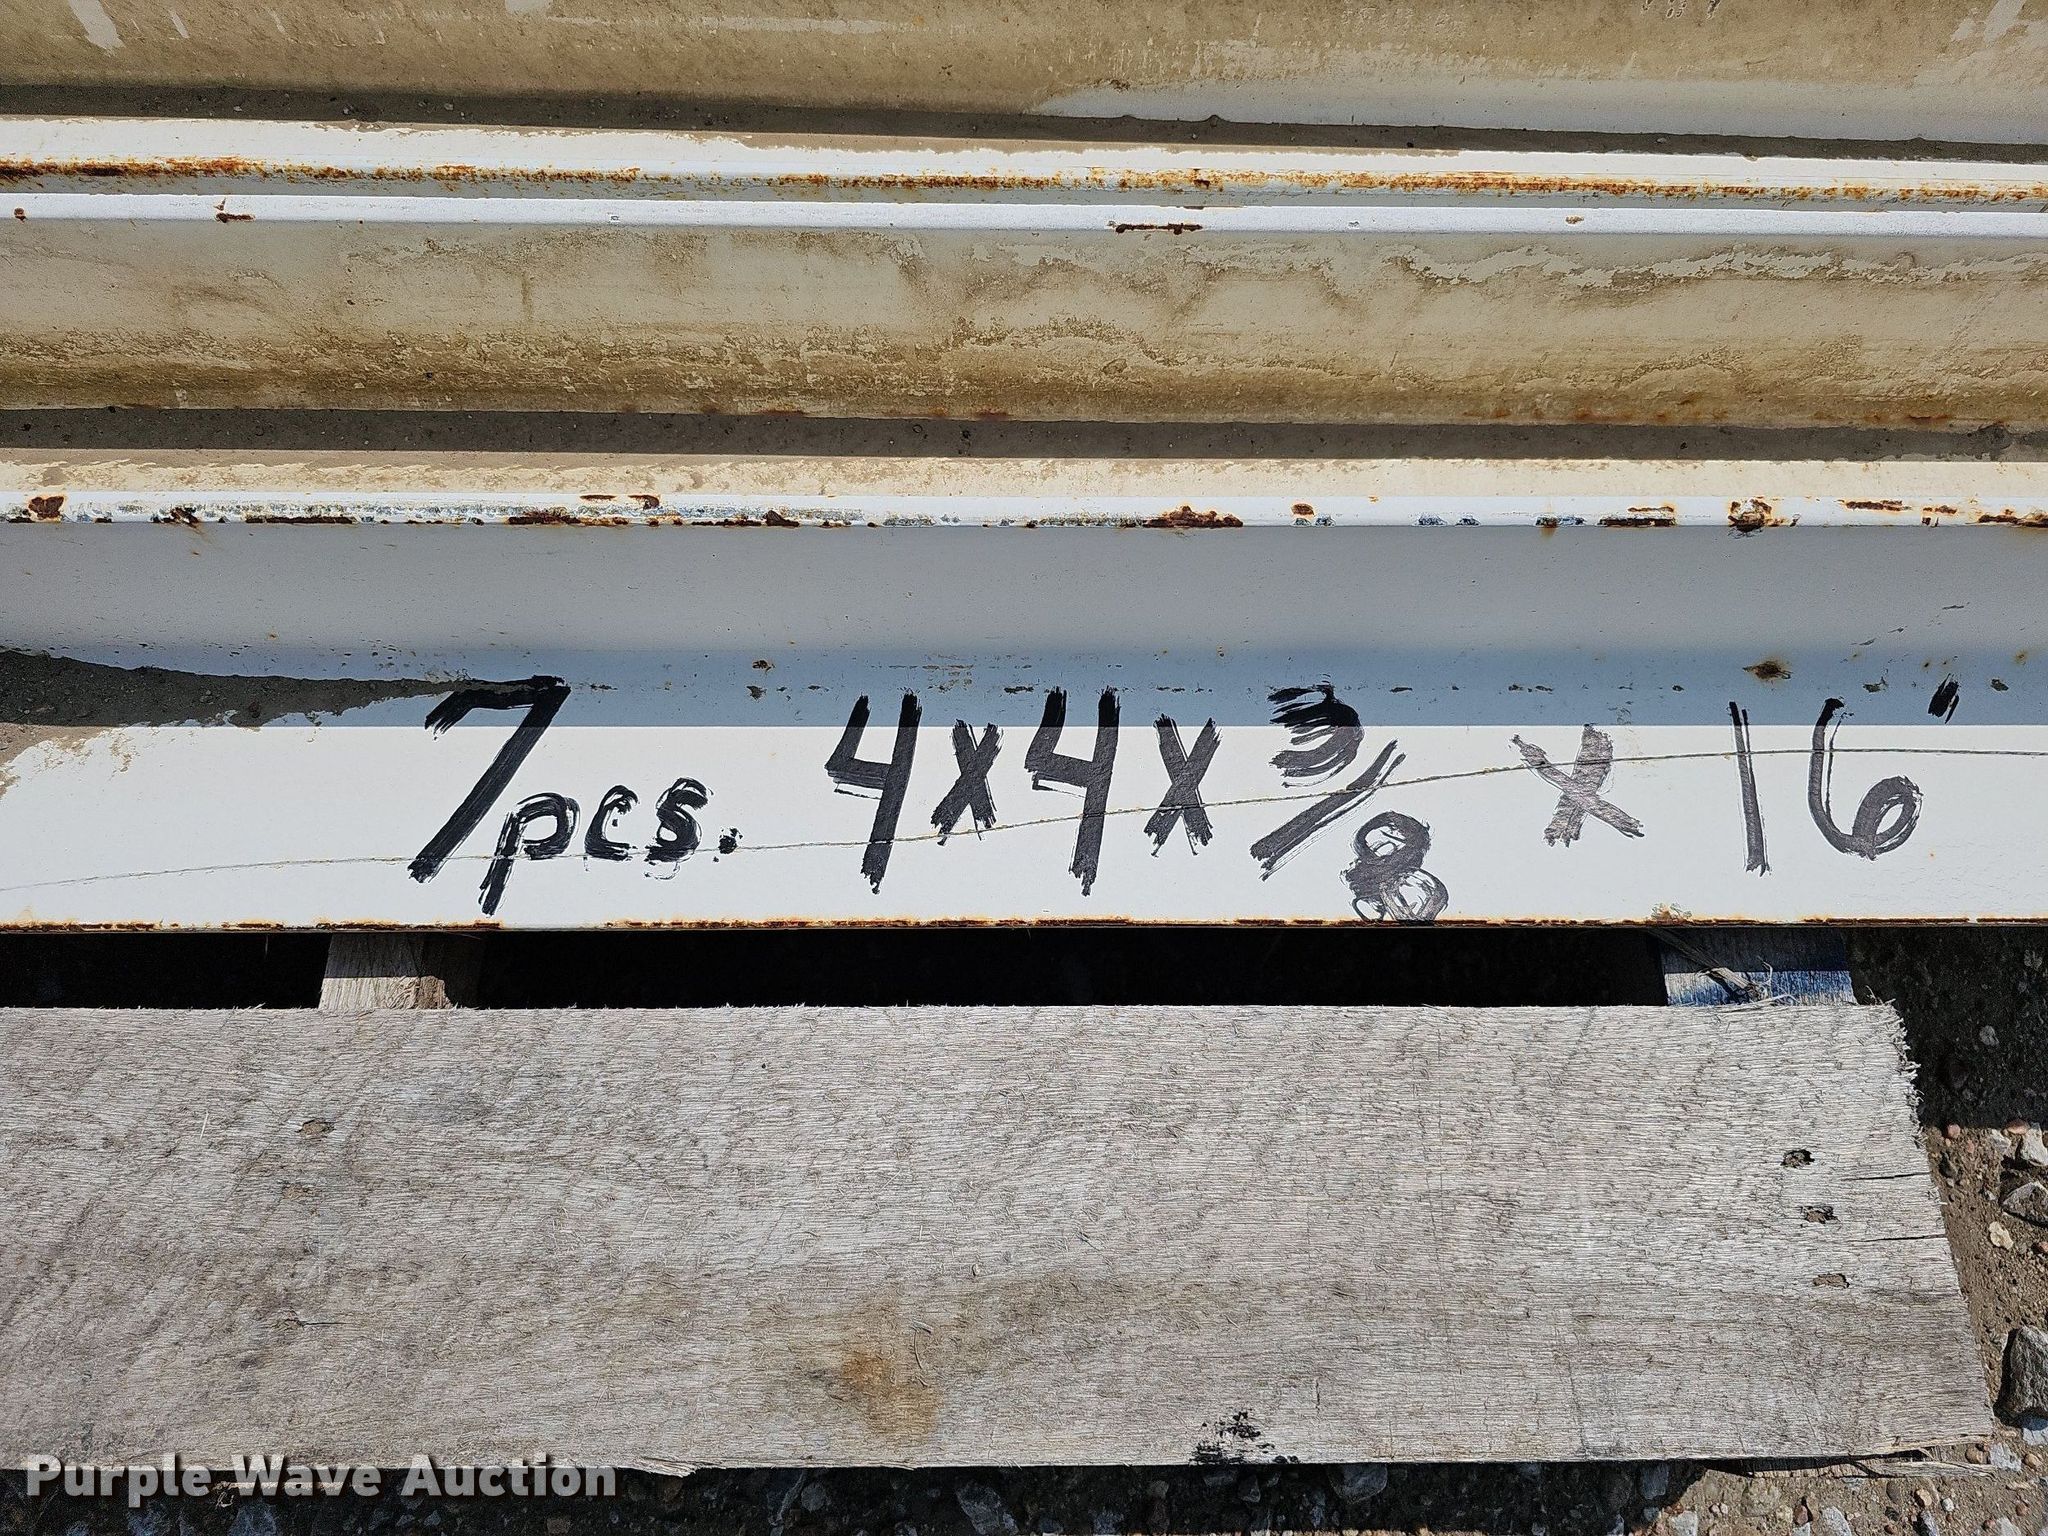 7pcs. 4x4x3/8 x 16'
Purple Wave Auction